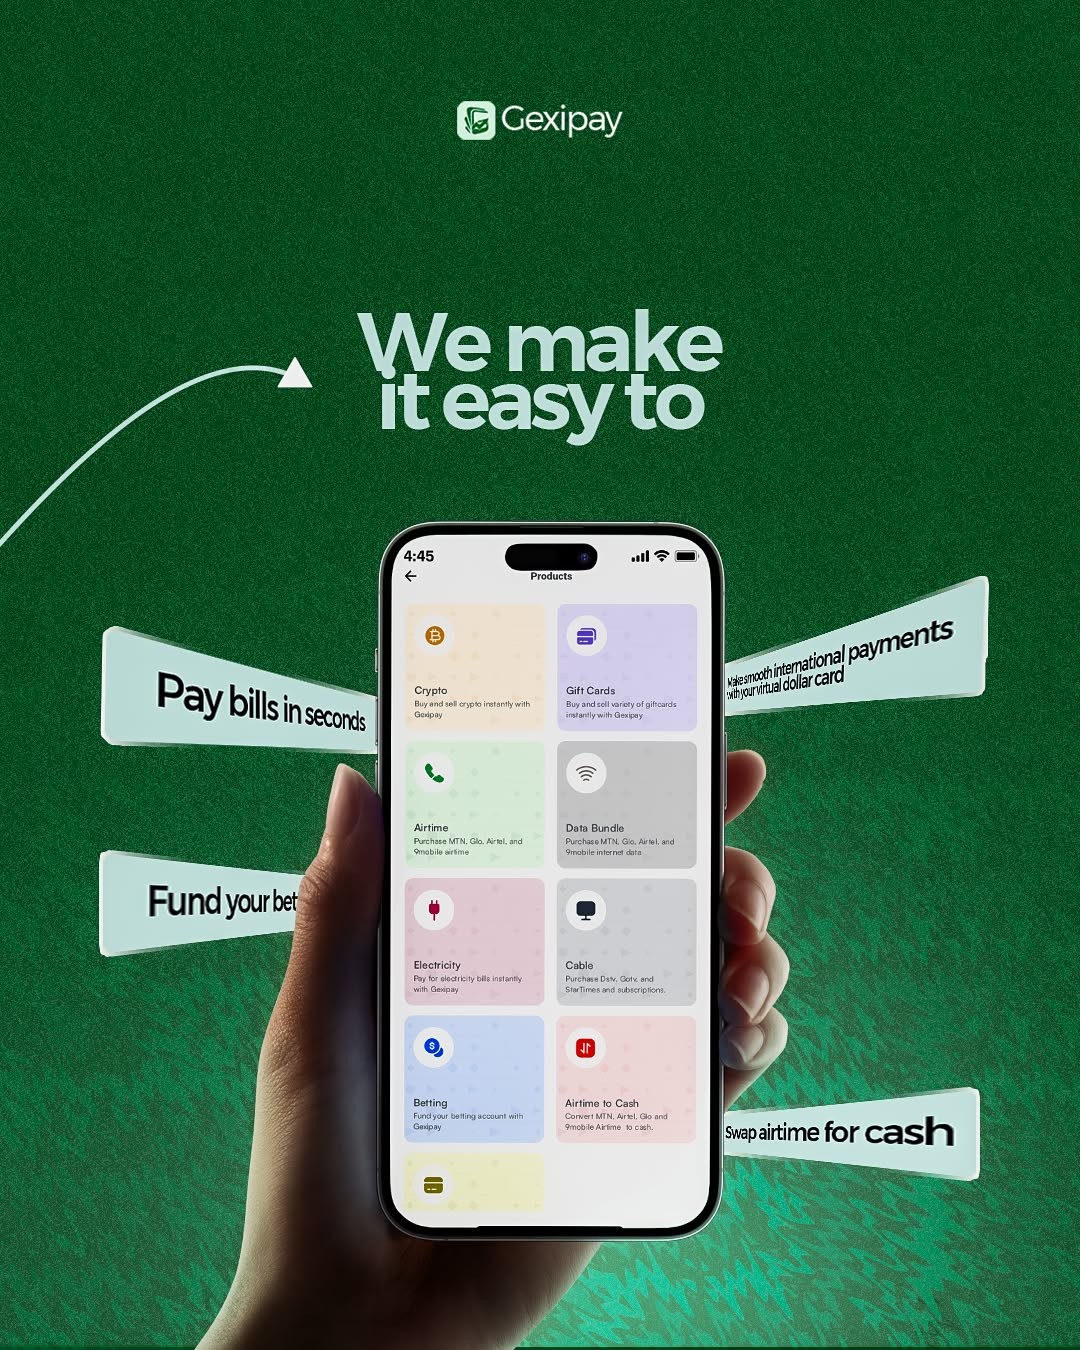 Gexipay
We make
it easy to
4:45
Products
Crypto
Buy and sell crypto instantly with
Gexipay
Gift Cards
Buy and sell variety of giftcards
instantly with Gexipay
Airtime
Purchase MTN, Glo, Airtel, and
9mobile airtime
Data Bundle
Purchase MTN, Glo, Airtel, and
9mobile internet data
Electricity
Pay for electricity bills instantly
with Gexipay
Cable
Purchase Dstv, Gotv, and
StarTimes and subscriptions.
Betting
Fund your betting account with
Gexipay
Airtime to Cash
Convert MTN, Airtel, Glo and
9mobile Airtime to cash.
Pay bills in seconds
Fund your bet
Make smooth international payments
with your virtual dollar card
Swap airtime for cash